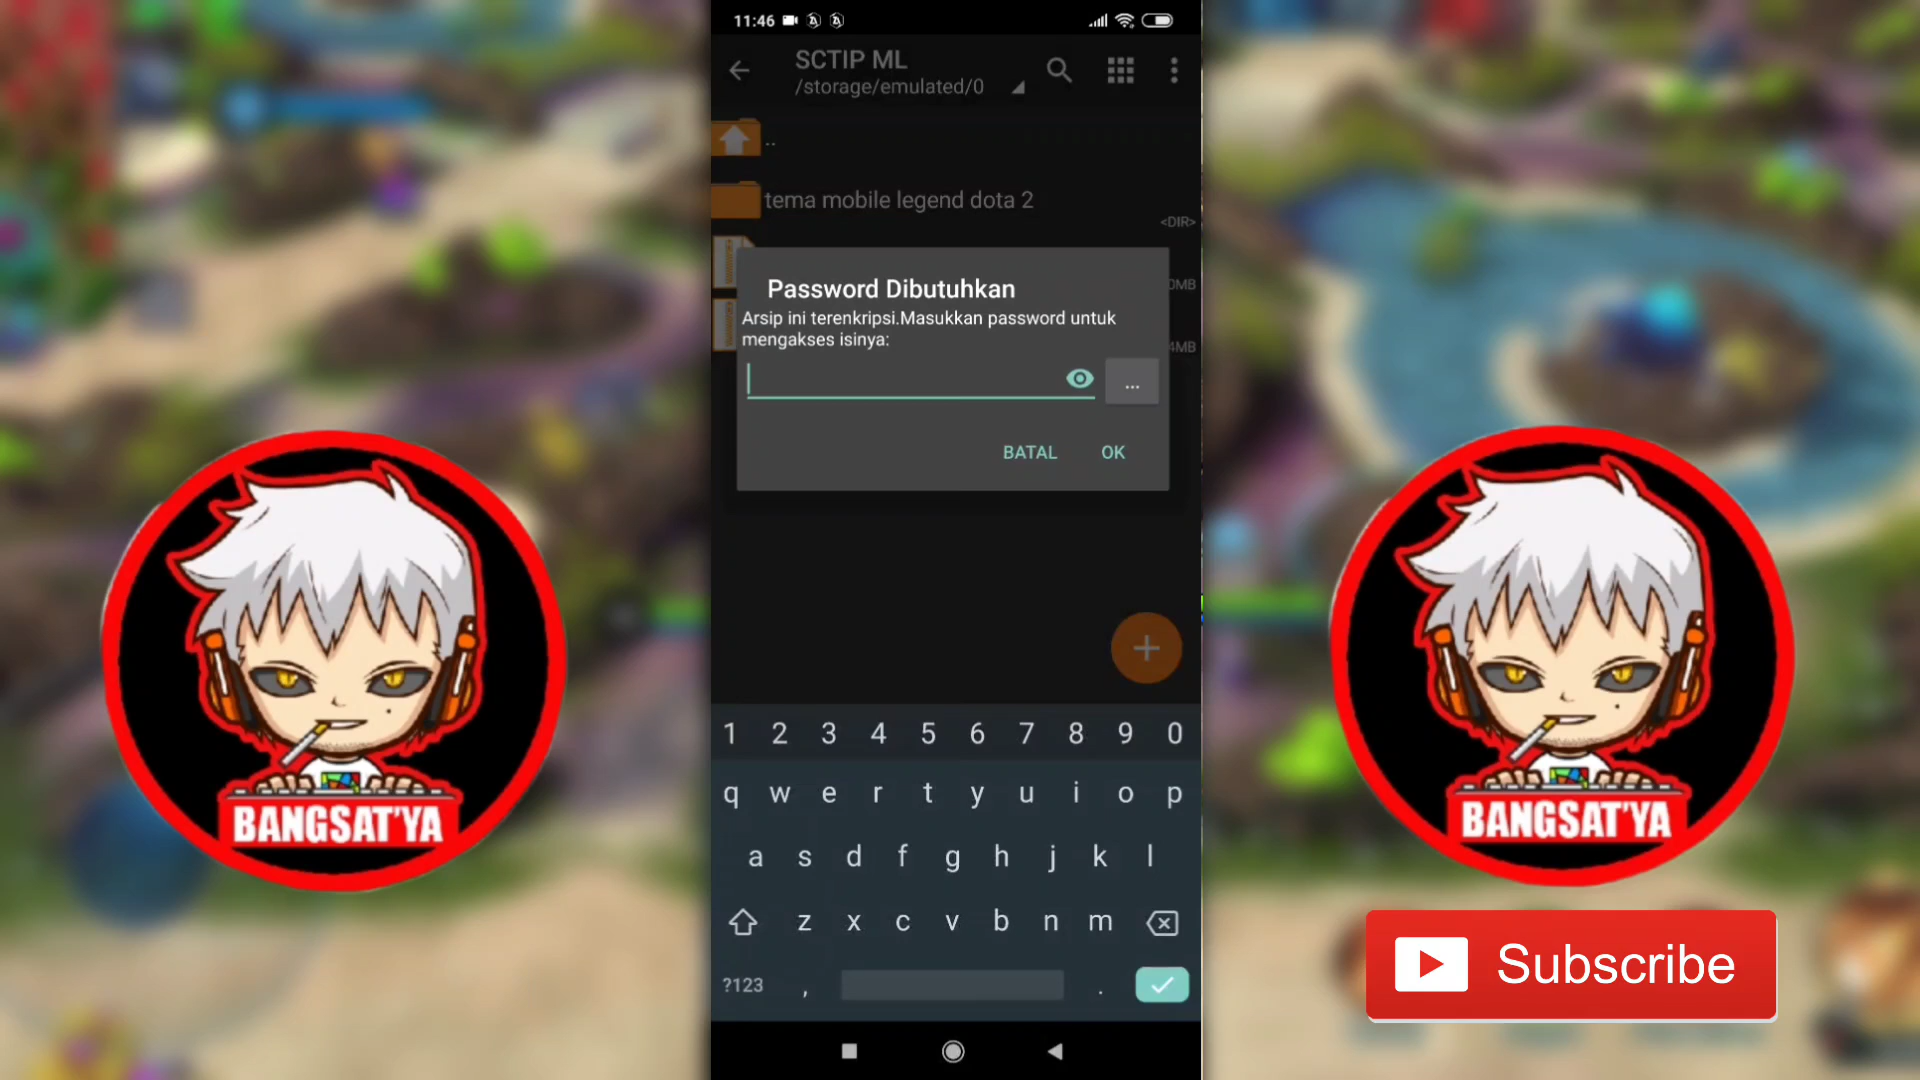 11:46
SCTIP ML
/storage/emulated/0
..
tema mobile legend dota 2
<DIR>
0MB
4MB
Password Dibutuhkan
Arsip ini terenkripsi.Masukkan password untuk
mengakses isinya:
...
BATAL OK
1 2 3 4 5 6 7 8 9 0
q w e r t y u i o p
a s d f g h j k l
z x c v b n m
?123 , .
BANGSAT'YA
BANGSAT'YA
Subscribe